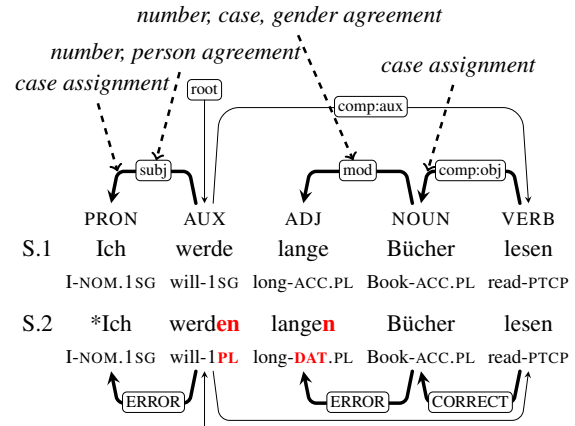 number, case, gender agreement
number, person agreement
case assignment
case assignment
root
comp:aux
subj
mod
comp:obj
PRON AUX ADJ NOUN VERB
S.1 Ich werde lange Bücher lesen
I-NOM.1SG will-1SG long-ACC.PL Book-ACC.PL read-PTCP
S.2 *Ich werden langen Bücher lesen
I-NOM.1SG will-1PL long-DAT.PL Book-ACC.PL read-PTCP
ERROR ERROR CORRECT